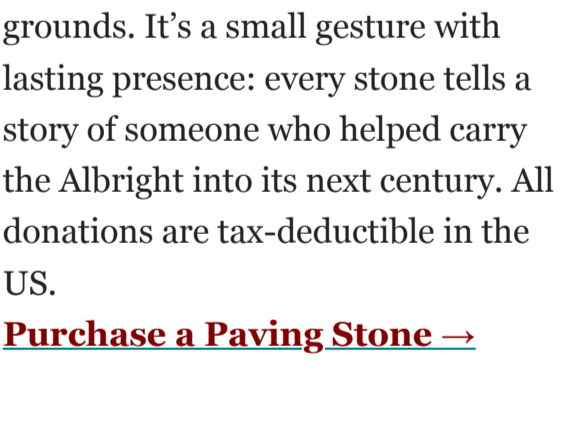 grounds. It’s a small gesture with
lasting presence: every stone tells a
story of someone who helped carry
the Albright into its next century. All
donations are tax-deductible in the
US.
Purchase a Paving Stone →